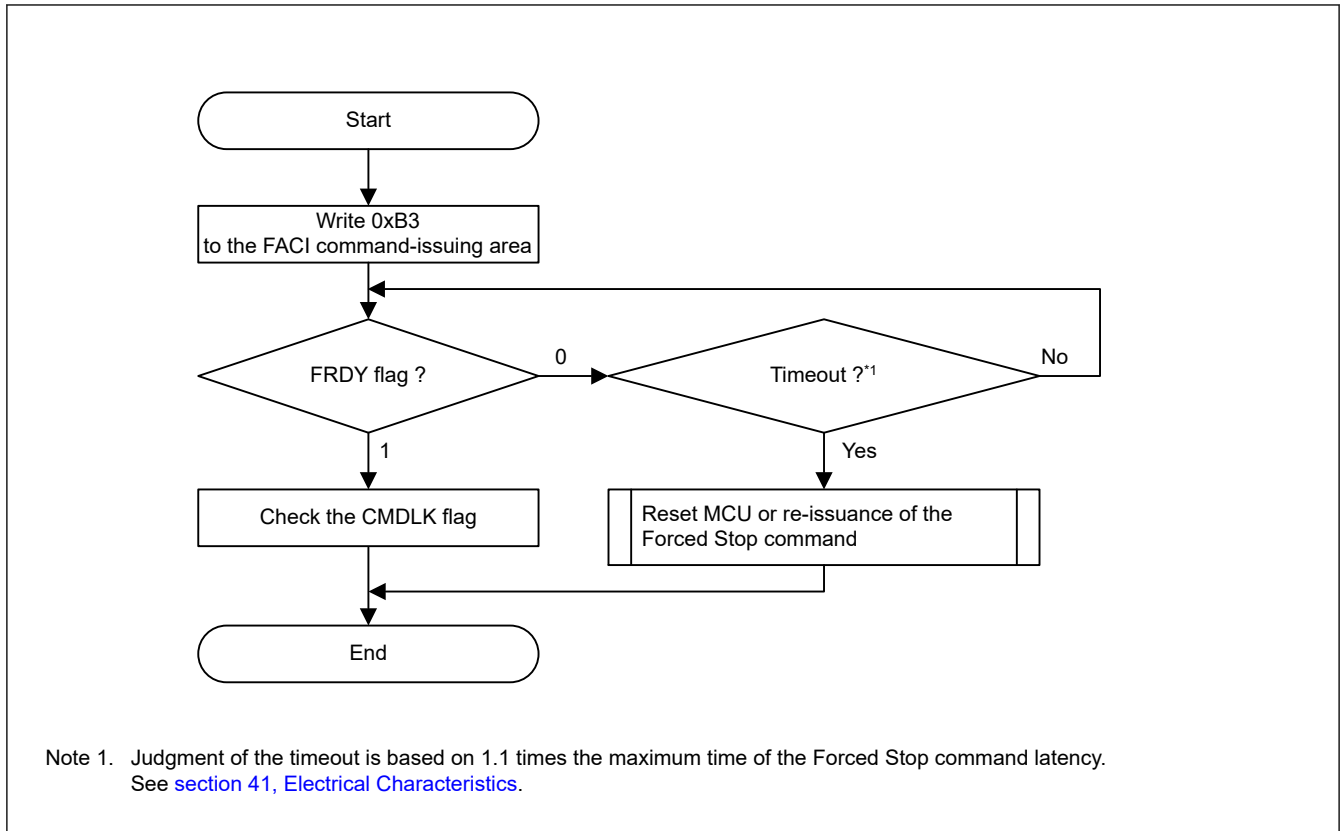 Start
Write 0xB3
to the FACI command-issuing area
FRDY flag ?
0
Timeout ?*1
No
1
Yes
Check the CMDLK flag
Reset MCU or re-issuance of the
Forced Stop command
End
Note 1. Judgment of the timeout is based on 1.1 times the maximum time of the Forced Stop command latency.
See section 41, Electrical Characteristics.